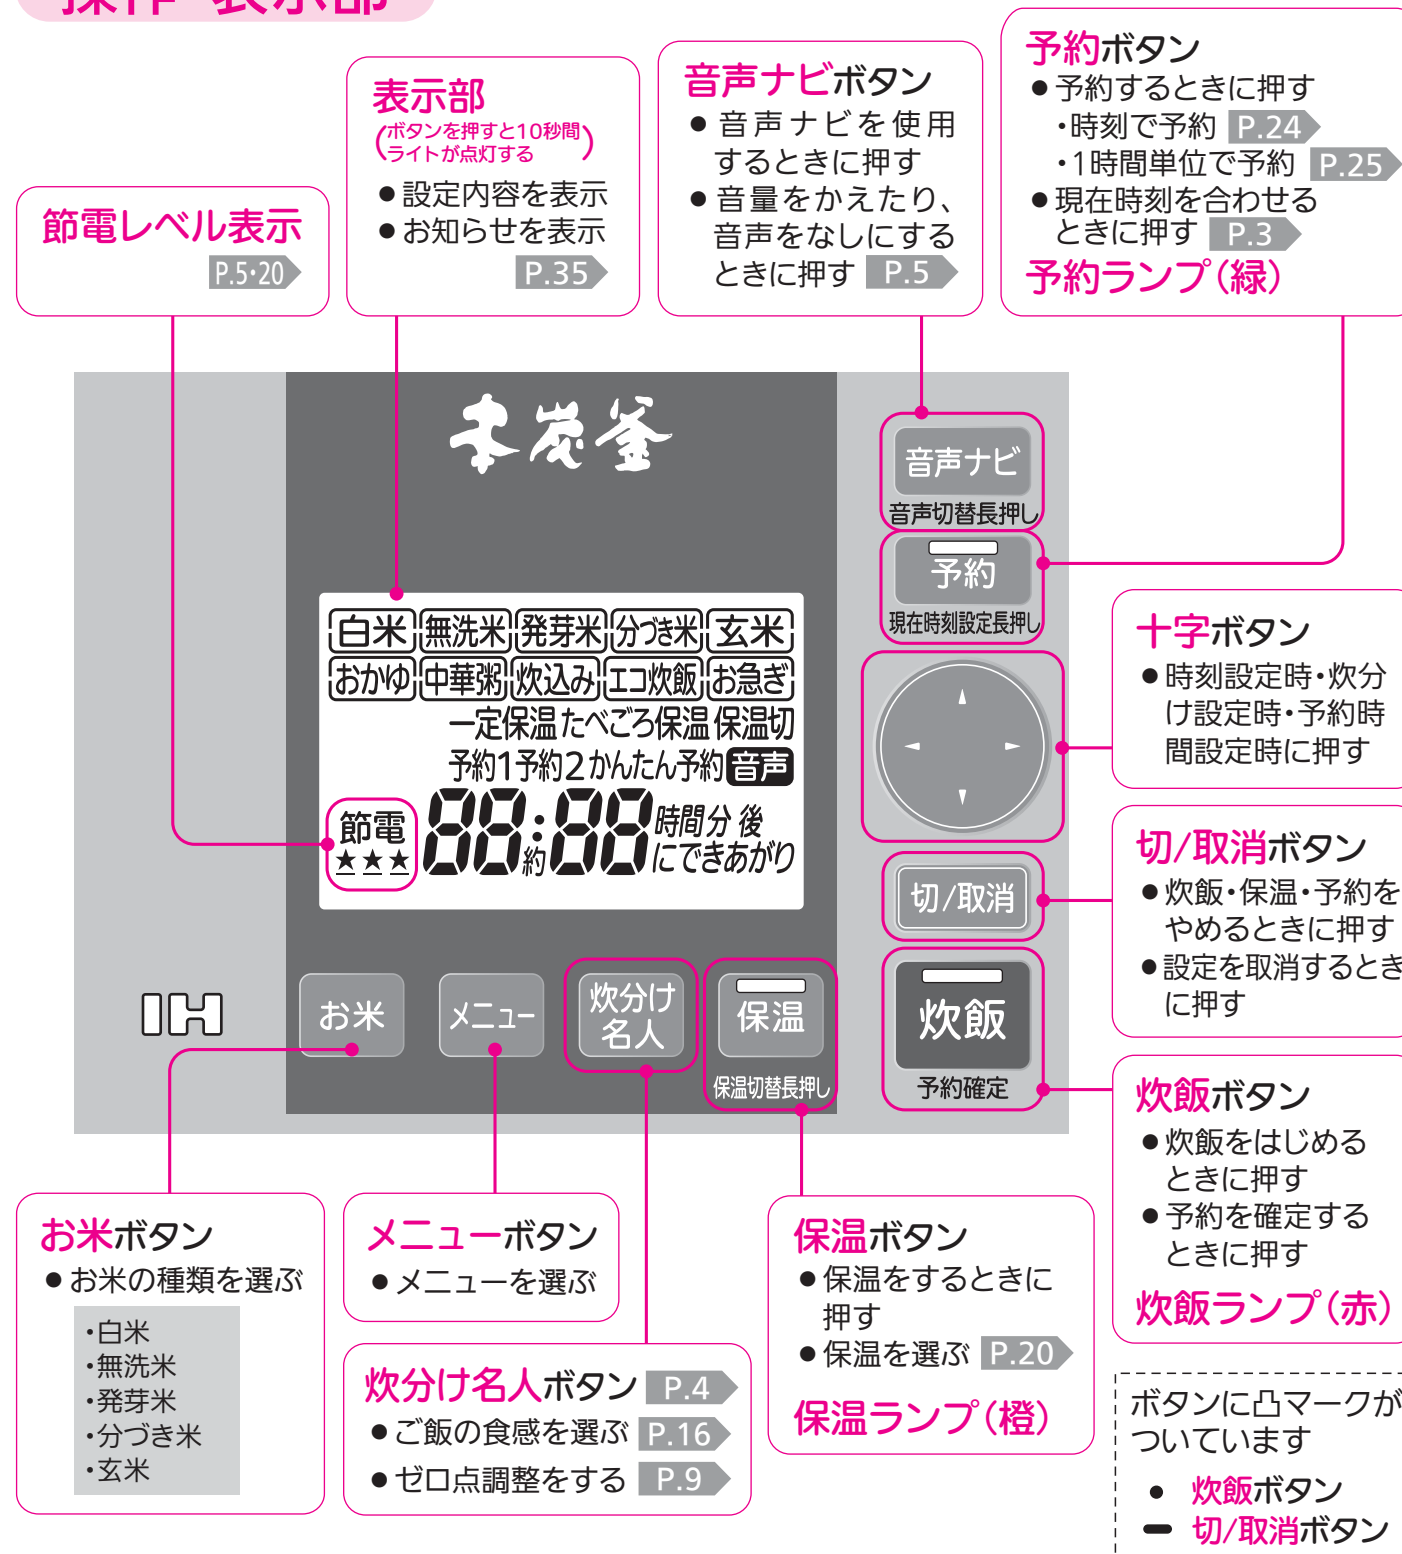 操作・表示部
表示部
(ボタンを押すと10秒間
ライトが点灯する)
●設定内容を表示
●お知らせを表示
P.35
節電レベル表示
P.5・20
音声ナビボタン
●音声ナビを使用
するときに押す
●音量をかえたり、
音声をなしにする
ときに押す P.5
予約ボタン
●予約するときに押す
・時刻で予約 P.24
・1時間単位で予約 P.25
●現在時刻を合わせる
ときに押す P.3
予約ランプ(緑)
本炭釜
音声ナビ
音声切替長押し
予約
現在時刻設定長押し
白米 無洗米 発芽米 分づき米 玄米
おかゆ 中華粥 炊込み エコ炊飯 お急ぎ
一定保温 たべごろ保温 保温切
予約1 予約2 かんたん予約 音声
節電
★★★
88:88
約
時間分後
にできあがり
切/取消
炊飯
予約確定
IH
お米
メニュー
炊分け
名人
保温
保温切替長押し
十字ボタン
●時刻設定時・炊分
け設定時・予約時
間設定時に押す
切/取消ボタン
●炊飯・保温・予約を
やめるときに押す
●設定を取消するとき
に押す
炊飯ボタン
●炊飯をはじめる
ときに押す
●予約を確定する
ときに押す
炊飯ランプ(赤)
お米ボタン
●お米の種類を選ぶ
・白米
・無洗米
・発芽米
・分づき米
・玄米
メニューボタン
●メニューを選ぶ
炊分け名人ボタン P.4
●ご飯の食感を選ぶ P.16
●ゼロ点調整をする P.9
保温ボタン
●保温をするときに
押す
●保温を選ぶ P.20
保温ランプ(橙)
ボタンに凸マークが
ついています
● 炊飯ボタン
━ 切/取消ボタン